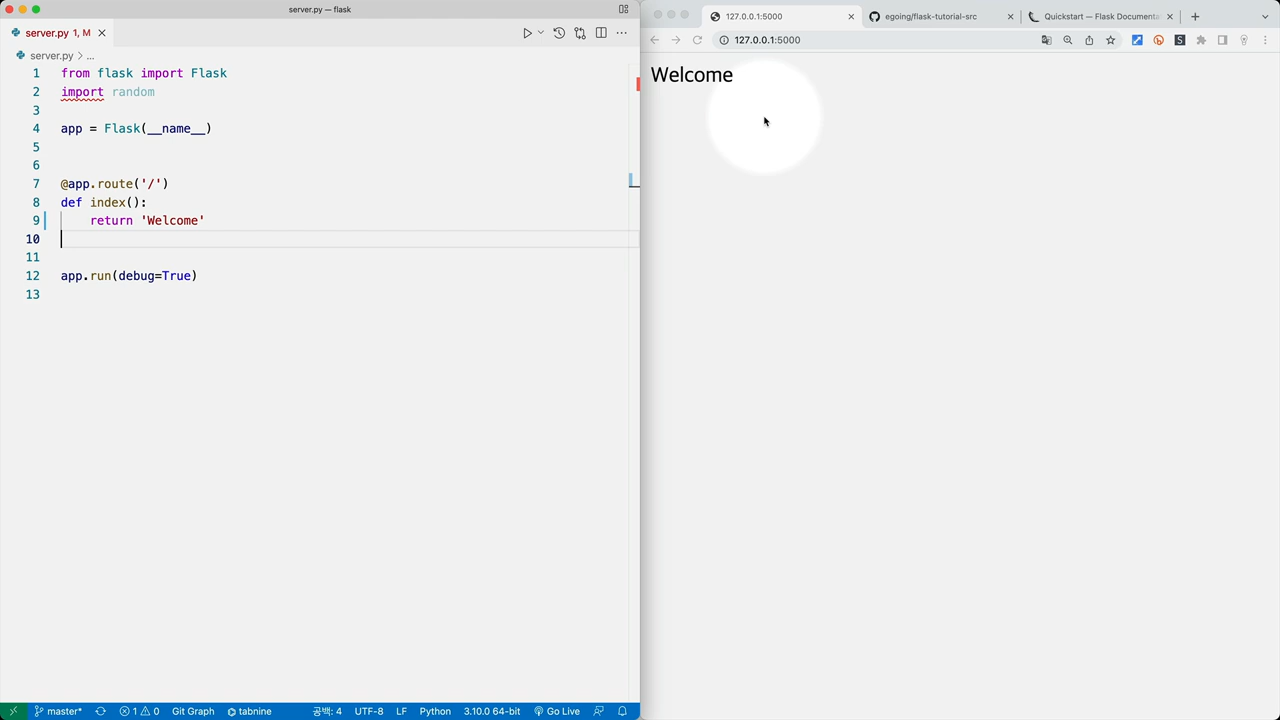 server.py — flask
server.py 1, M
server.py > ...
1 from flask import Flask
2 import random
3
4 app = Flask(__name__)
5
6
7 @app.route('/')
8 def index():
9     return 'Welcome'
10
11
12 app.run(debug=True)
13
master*
1 0
Git Graph
tabnine
공백: 4
UTF-8
LF
Python
3.10.0 64-bit
Go Live
127.0.0.1:5000
egoing/flask-tutorial-src
Quickstart — Flask Documenta
127.0.0.1:5000
Welcome